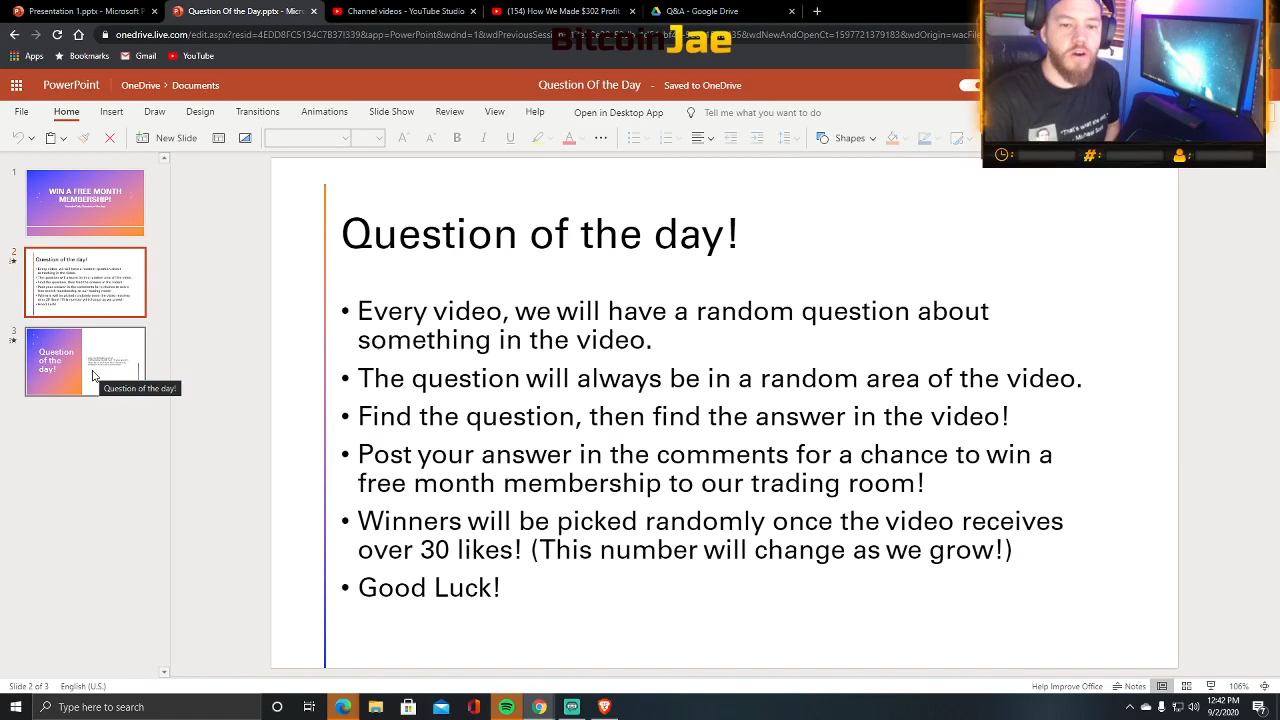 Presentation 1.pptx - Microsoft
Question Of the Day.pptx - Micr
Channel videos - YouTube Studio
(154) How We Made $302 Profit
Q&A - Google Drive
BitcoinJae
Apps
Bookmarks
Gmail
YouTube
PowerPoint
OneDrive > Documents
Question Of the Day - Saved to OneDrive
File
Home
Insert
Design
Transitions
Animations
Slide Show
Review
View
Help
Open in Desktop App
Tell me what you want to do
New Slide
B
U
A
Shapes
1
WIN A FREE MONTH
MEMBERSHIP!
2
Question of the day!
3
Question
of the
day!
Question of the day!
Question of the day!
• Every video, we will have a random question about
something in the video.
• The question will always be in a random area of the video.
• Find the question, then find the answer in the video!
• Post your answer in the comments for a chance to win a
free month membership to our trading room!
• Winners will be picked randomly once the video receives
over 30 likes! (This number will change as we grow!)
• Good Luck!
Slide 2 of 3
English (U.S.)
Help Improve Office
Notes
106%
Type here to search
12:42 PM
9/2/2020